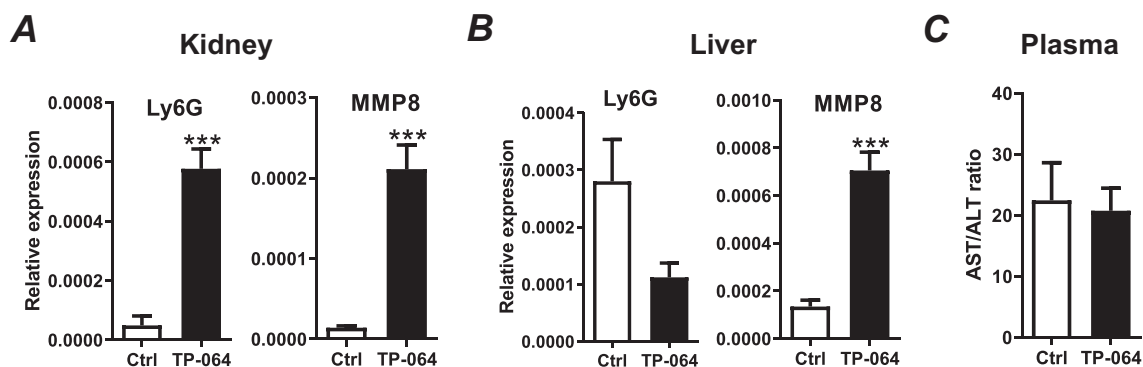 A
Kidney
Relative expression
Ly6G
0.0008
0.0006
0.0004
0.0002
0.0000
***
Ctrl TP-064
MMP8
0.0003
0.0002
0.0001
0.0000
***
Ctrl TP-064
B
Liver
Relative expression
Ly6G
0.0004
0.0003
0.0002
0.0001
0.0000
Ctrl TP-064
MMP8
0.0010
0.0008
0.0006
0.0004
0.0002
0.0000
***
Ctrl TP-064
C
Plasma
AST/ALT ratio
40
30
20
10
0
Ctrl TP-064